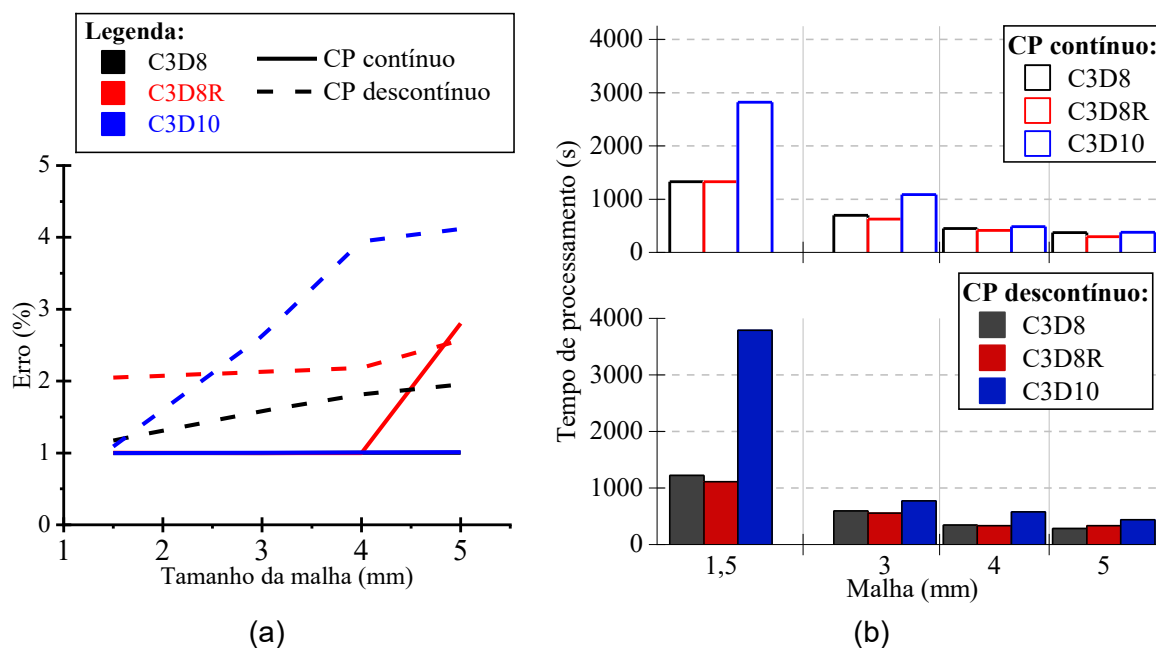 Legenda:
C3D8
C3D8R
C3D10
CP contínuo
CP descontínuo
Erro (%)
5
4
3
2
1
0
1
2
3
4
5
Tamanho da malha (mm)
(a)
Tempo de processamento (s)
4000
3000
2000
1000
0
CP contínuo:
C3D8
C3D8R
C3D10
4000
3000
2000
1000
0
CP descontínuo:
C3D8
C3D8R
C3D10
1,5
3
4
5
Malha (mm)
(b)